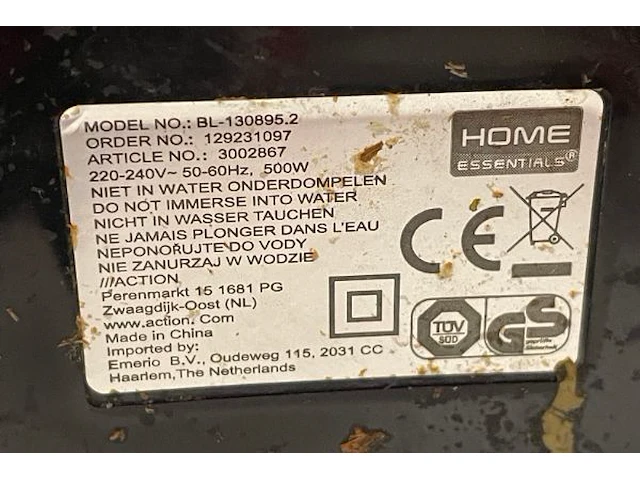 MODEL NO.: BL-130895.2
ORDER NO.: 129231097
ARTICLE NO.: 3002867
220-240V~ 50-60Hz, 500W
NIET IN WATER ONDERDOMPELEN
DO NOT IMMERSE INTO WATER
NICHT IN WASSER TAUCHEN
NE JAMAIS PLONGER DANS L'EAU
NEPONOŘUJTE DO VODY
NIE ZANURZAJ W WODZIE
///ACTION
Perenmarkt 15 1681 PG
Zwaagdijk-Oost (NL)
www.action. Com
Made in China
Imported by:
Emerio B.V., Oudeweg 115, 2031 CC
Haarlem,The Netherlands
HOME
ESSENTIALS®
CE
TÜV
SÜD
GS
geprüfte
Sicherheit